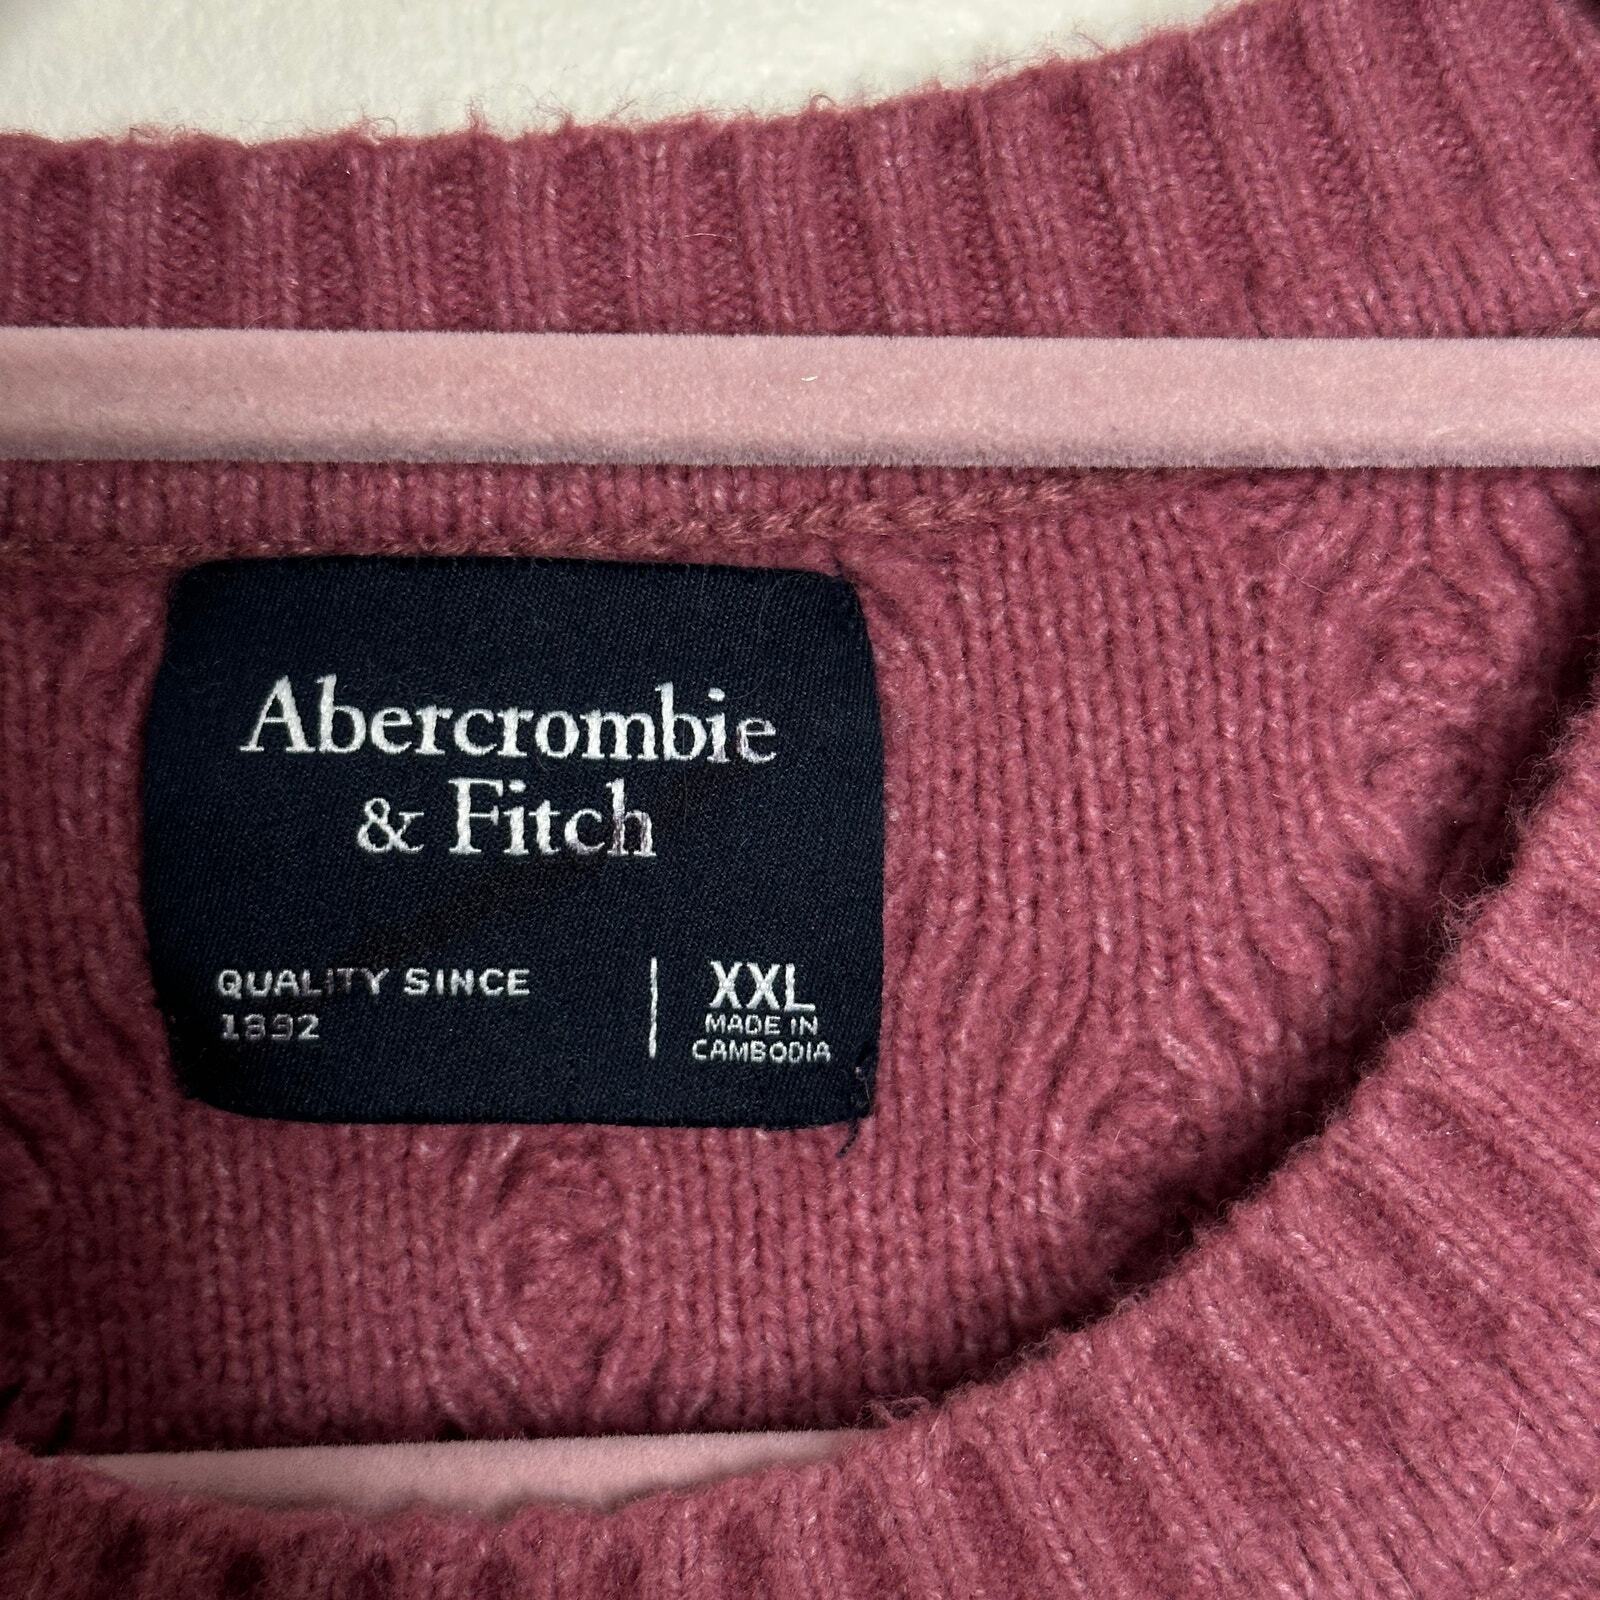 Abercrombie
& Fitch
QUALITY SINCE
1892
XXL
MADE IN
CAMBODIA